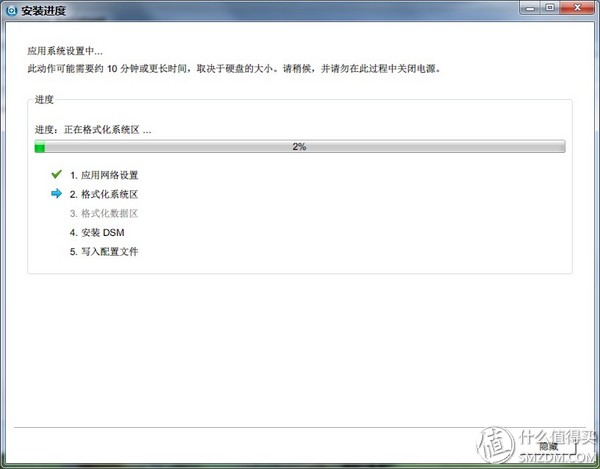 安装进度
应用系统设置中...
此动作可能需要约 10 分钟或更长时间，取决于硬盘的大小。请稍候，并请勿在此过程中关闭电源。
进度
进度：正在格式化系统区 ...
2%
1. 应用网络设置
2. 格式化系统区
3. 格式化数据区
4. 安装 DSM
5. 写入配置文件
隐藏
值 什么值得买
SMZDM.COM